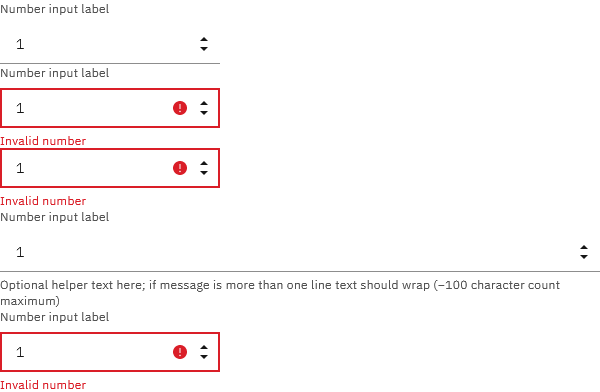 Number input label
1
Number input label
1
Invalid number
1
Invalid number
Number input label
1
Optional helper text here; if message is more than one line text should wrap (~100 character count
maximum)
Number input label
1
Invalid number